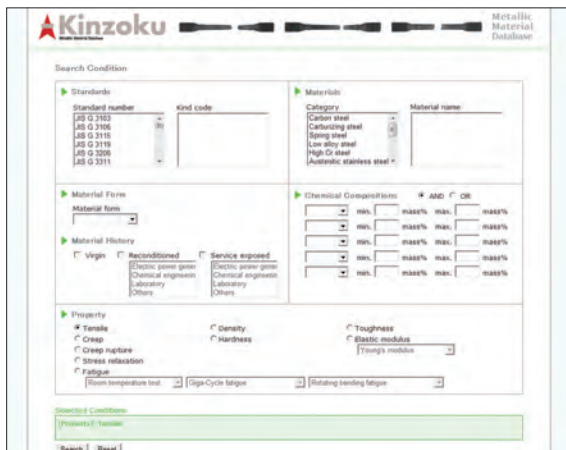 Kinzoku
Metallic Material Database
Metallic
Material
Database
Search Condition
Standards
Standard number
Kind code
JIS G 3103
JIS G 3106
JIS G 3115
JIS G 3119
JIS G 3206
JIS G 3311
Materials
Category
Material name
Carbon steel
Carburizing steel
Spring steel
Low alloy steel
High Cr steel
Austenitic stainless steel
Material Form
Material form
Chemical Compositions AND OR
min. mass% max. mass%
min. mass% max. mass%
min. mass% max. mass%
min. mass% max. mass%
min. mass% max. mass%
Material History
Virgin Reconditioned Service exposed
Electric power gener
Chemical engineerin
Laboratory
Others
Electric power gener
Chemical engineerin
Laboratory
Others
Property
Tensile Density Toughness
Creep Hardness Elastic modulus
Creep rupture Young's modulus
Stress relaxation
Fatigue
Room temperature test Giga-Cycle fatigue Rotating bending fatigue
Selected Conditions
[Property]: Tensile
Search Reset